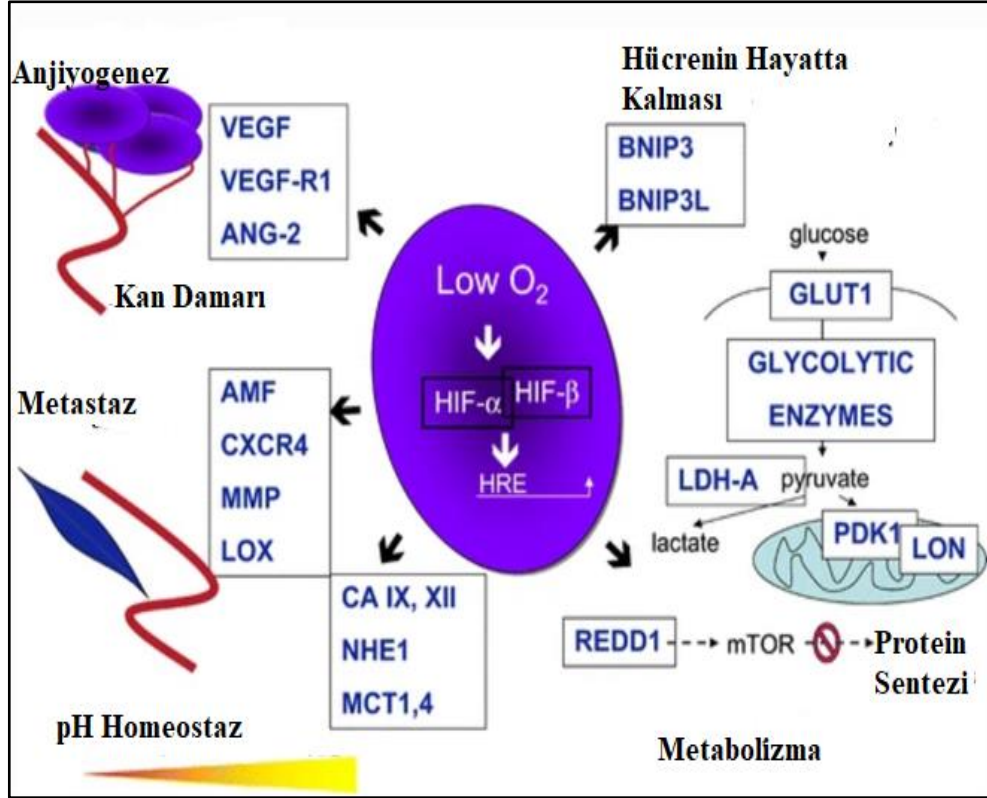 Anjiyogenez
VEGF
VEGF-R1
ANG-2
Kan Damarı
Hücrenin Hayatta
Kalması
BNIP3
BNIP3L
Low O₂
HIF-α
HIF-β
HRE
glucose
GLUT1
GLYCOLYTIC
ENZYMES
LDH-A
pyruvate
lactate
PDK1
LON
Metastaz
AMF
CXCR4
MMP
LOX
CA IX, XII
NHE1
MCT1,4
pH Homeostaz
REDD1
mTOR
Protein
Sentezi
Metabolizma